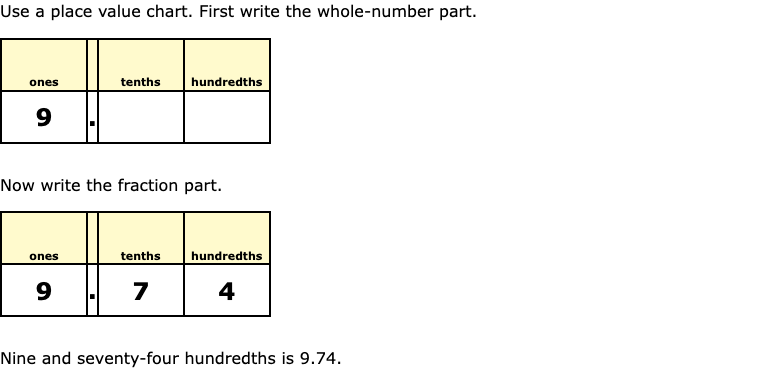 Use a place value chart. First write the whole-number part.
ones tenths hundredths
9 .
Now write the fraction part.
ones tenths hundredths
9 . 7 4
Nine and seventy-four hundredths is 9.74.